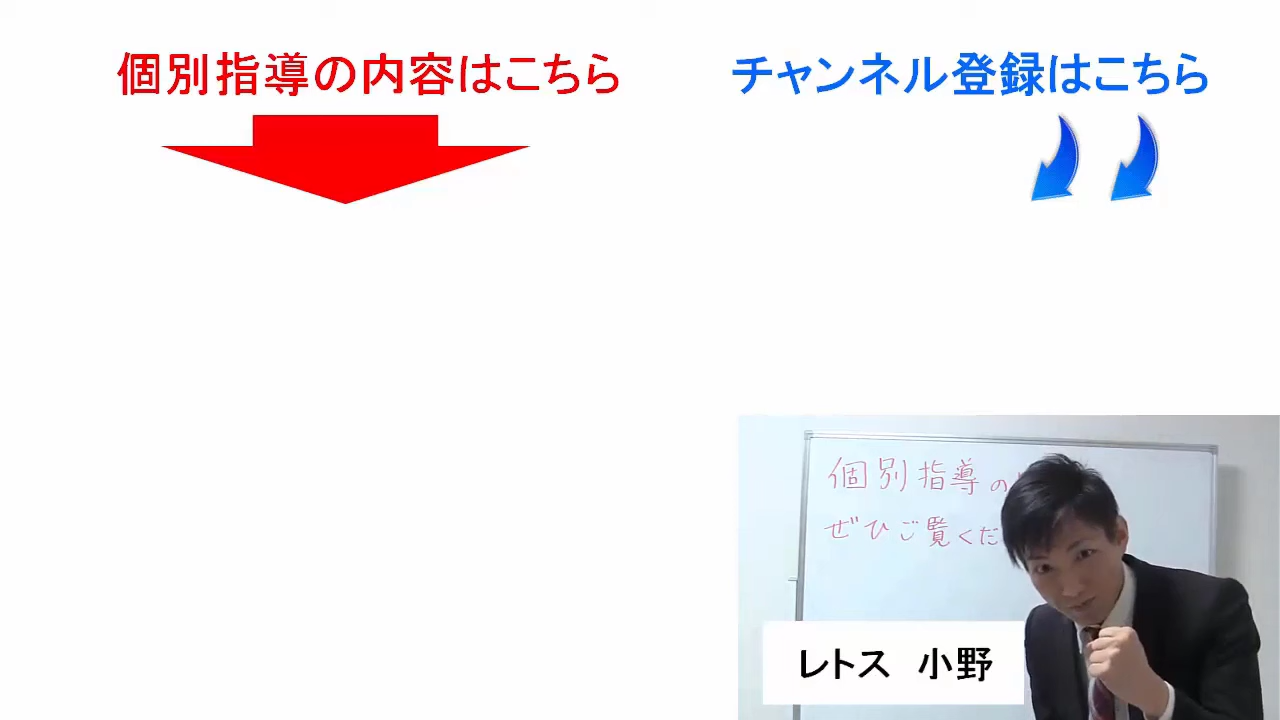 個別指導の内容はこちら
チャンネル登録はこちら
個別指導の
ぜひご覧くだ
レトス 小野